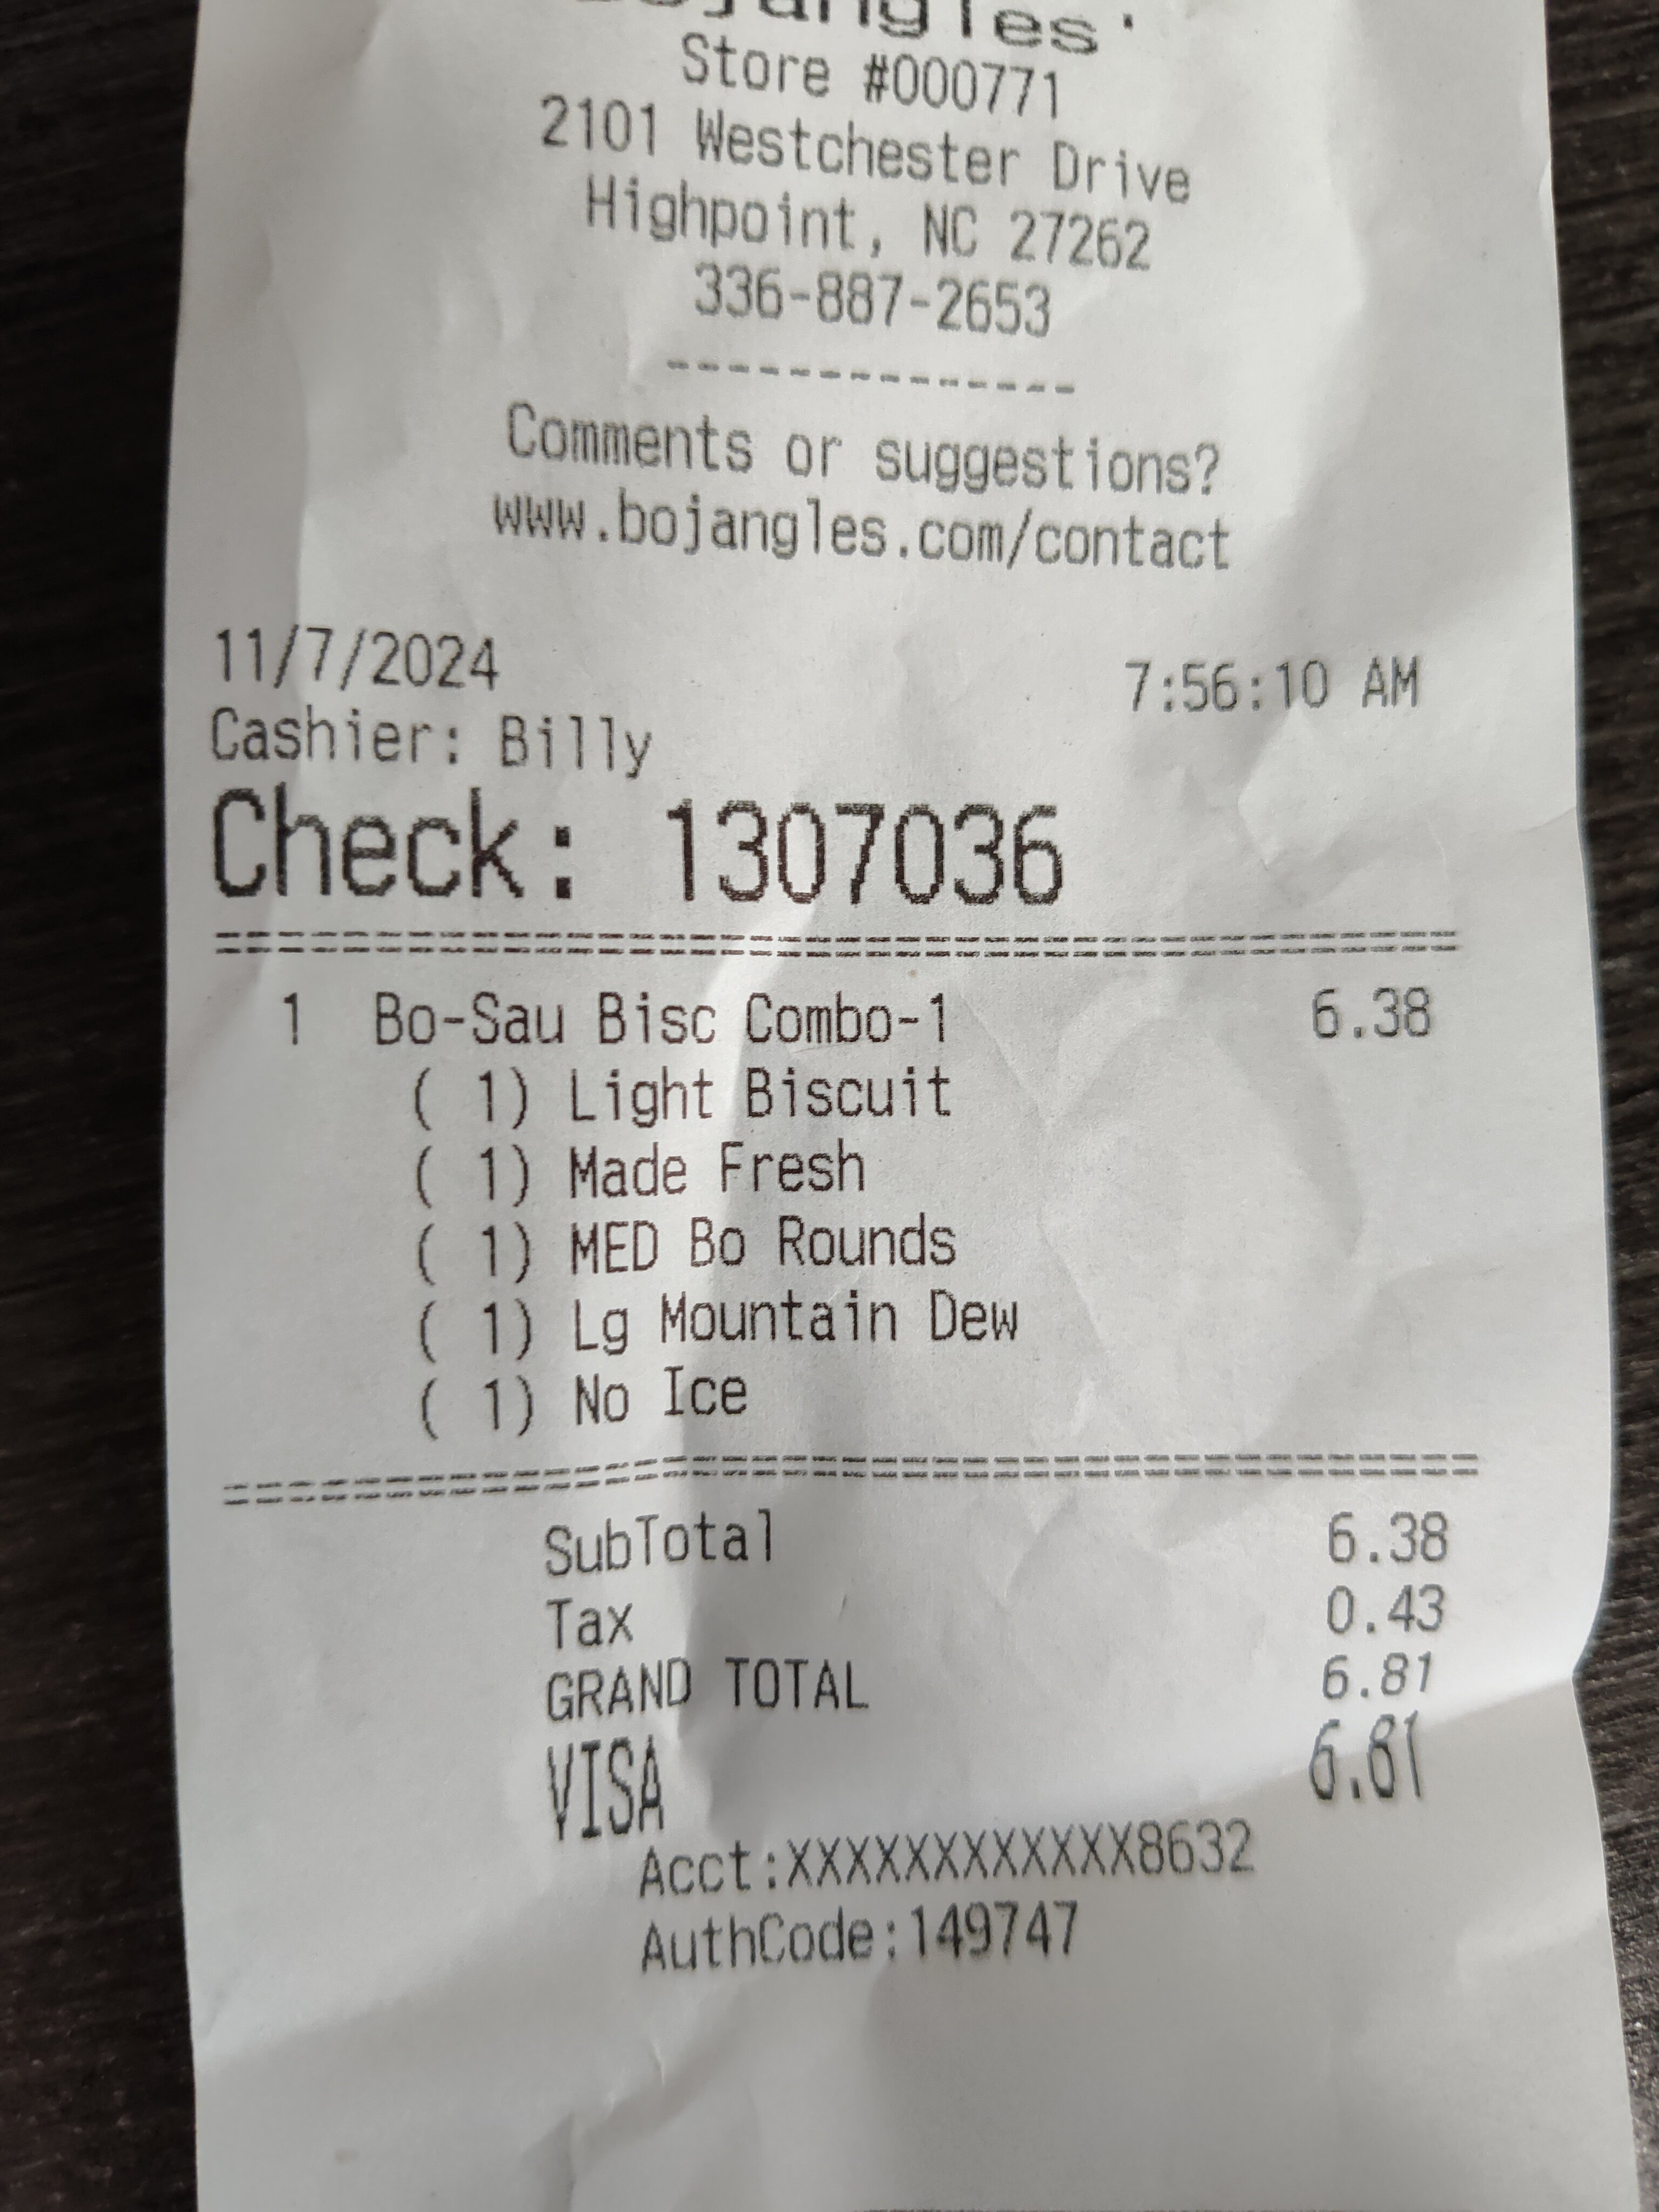 Bojangles'
Store #000771
2101 Westchester Drive
Highpoint, NC 27262
336-887-2653
--------------
Comments or suggestions?
www.bojangles.com/contact
11/7/2024 7:56:10 AM
Cashier: Billy
Check: 1307036
==========================================
1 Bo-Sau Bisc Combo-1 6.38
( 1) Light Biscuit
( 1) Made Fresh
( 1) MED Bo Rounds
( 1) Lg Mountain Dew
( 1) No Ice
==========================================
SubTotal 6.38
Tax 0.43
GRAND TOTAL 6.81
VISA 6.81
Acct:XXXXXXXXXXXX8632
AuthCode:149747